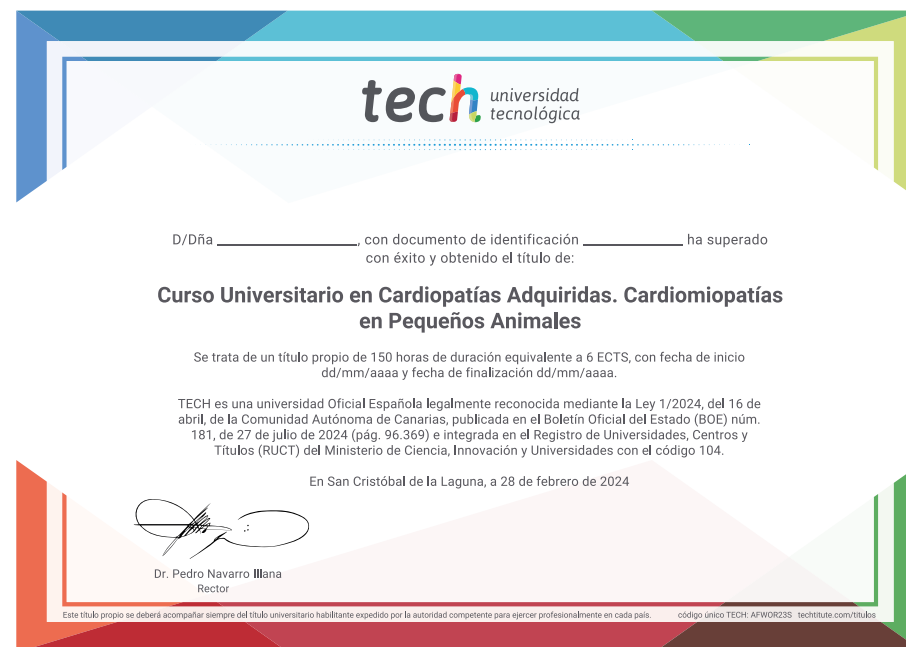 tech universidad
tecnológica
D/Dña ____________, con documento de identificación ____________ ha superado
con éxito y obtenido el título de:
Curso Universitario en Cardiopatías Adquiridas. Cardiomiopatías
en Pequeños Animales
Se trata de un título propio de 150 horas de duración equivalente a 6 ECTS, con fecha de inicio
dd/mm/aaaa y fecha de finalización dd/mm/aaaa.
TECH es una universidad Oficial Española legalmente reconocida mediante la Ley 1/2024, del 16 de
abril, de la Comunidad Autónoma de Canarias, publicada en el Boletín Oficial del Estado (BOE) núm.
181, de 27 de julio de 2024 (pág. 96.369) e integrada en el Registro de Universidades, Centros y
Títulos (RUCT) del Ministerio de Ciencia, Innovación y Universidades con el código 104.
En San Cristóbal de la Laguna, a 28 de febrero de 2024
Dr. Pedro Navarro Illana
Rector
Este título propio se deberá acompañar siempre del título universitario habilitante expedido por la autoridad competente para ejercer profesionalmente en cada país. código único TECH: AFWOR23S techtitute.com/titulos